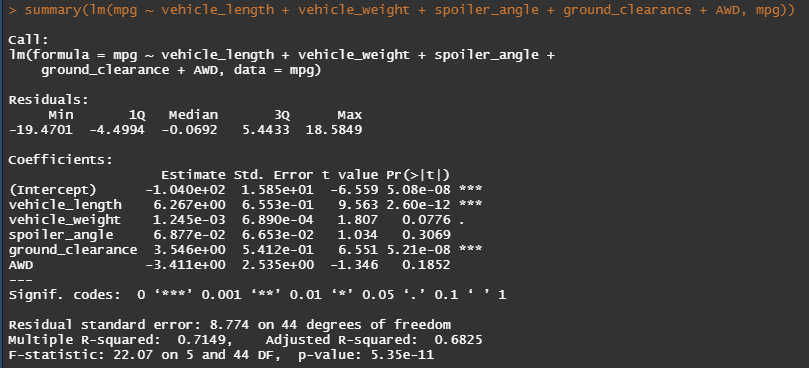 > summary(lm(mpg ~ vehicle_length + vehicle_weight + spoiler_angle + ground_clearance + AWD, mpg))

Call:
lm(formula = mpg ~ vehicle_length + vehicle_weight + spoiler_angle +
    ground_clearance + AWD, data = mpg)

Residuals:
     Min       1Q   Median       3Q      Max
-19.4701  -4.4994  -0.0692   5.4433  18.5849

Coefficients:
                   Estimate Std. Error t value Pr(>|t|)
(Intercept)      -1.040e+02  1.585e+01  -6.559 5.08e-08 ***
vehicle_length    6.267e+00  6.553e-01   9.563 2.60e-12 ***
vehicle_weight    1.245e-03  6.890e-04   1.807   0.0776 .
spoiler_angle     6.877e-02  6.653e-02   1.034   0.3069
ground_clearance  3.546e+00  5.412e-01   6.551 5.21e-08 ***
AWD              -3.411e+00  2.535e+00  -1.346   0.1852
---
Signif. codes:  0 ‘***’ 0.001 ‘**’ 0.01 ‘*’ 0.05 ‘.’ 0.1 ‘ ’ 1

Residual standard error: 8.774 on 44 degrees of freedom
Multiple R-squared:  0.7149,    Adjusted R-squared:  0.6825
F-statistic: 22.07 on 5 and 44 DF,  p-value: 5.35e-11